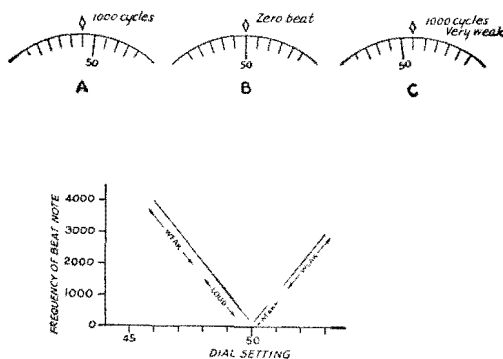 1000 cycles
50
A
Zero beat
50
B
1000 cycles
Very weak
50
C
FREQUENCY OF BEAT NOTE
4000
3000
2000
1000
0
WEAK
LOUD
WEAK
WEAK
45
50
DIAL SETTING